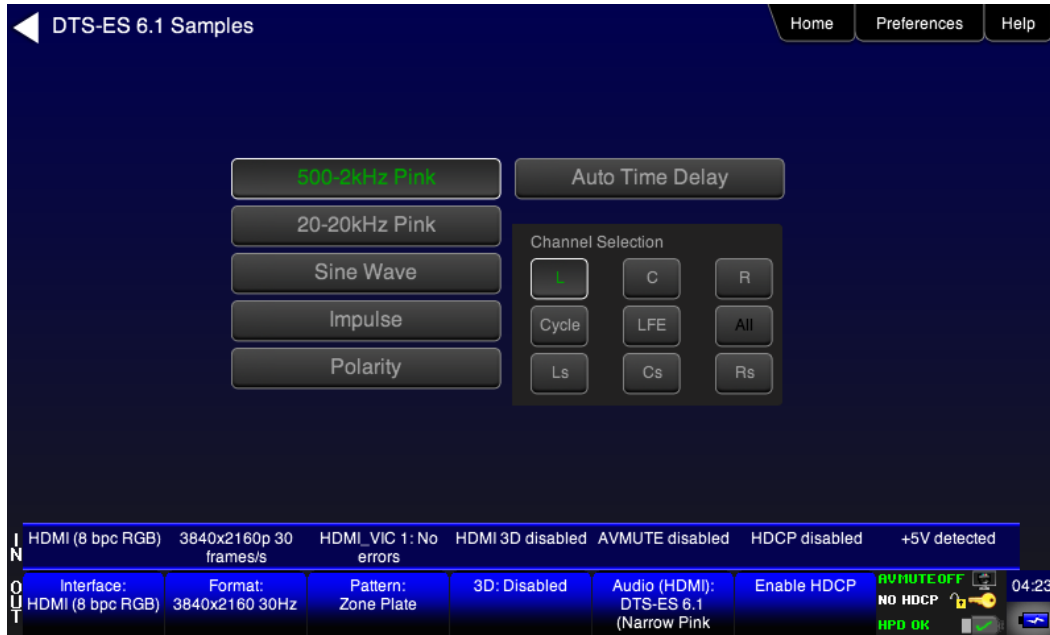 DTS-ES 6.1 Samples
Home
Preferences
Help
500-2kHz Pink
Auto Time Delay
20-20kHz Pink
Sine Wave
Impulse
Polarity
Channel Selection
L
C
R
Cycle
LFE
All
Ls
Cs
Rs
IN
HDMI (8 bpc RGB)
3840x2160p 30
frames/s
HDMI_VIC 1: No
errors
HDMI 3D disabled
AVMUTE disabled
HDCP disabled
+5V detected
OUT
Interface:
HDMI (8 bpc RGB)
Format:
3840x2160 30Hz
Pattern:
Zone Plate
3D: Disabled
Audio (HDMI):
DTS-ES 6.1
(Narrow Pink
Enable HDCP
AVMUTE OFF
NO HDCP
HPD OK
04:23